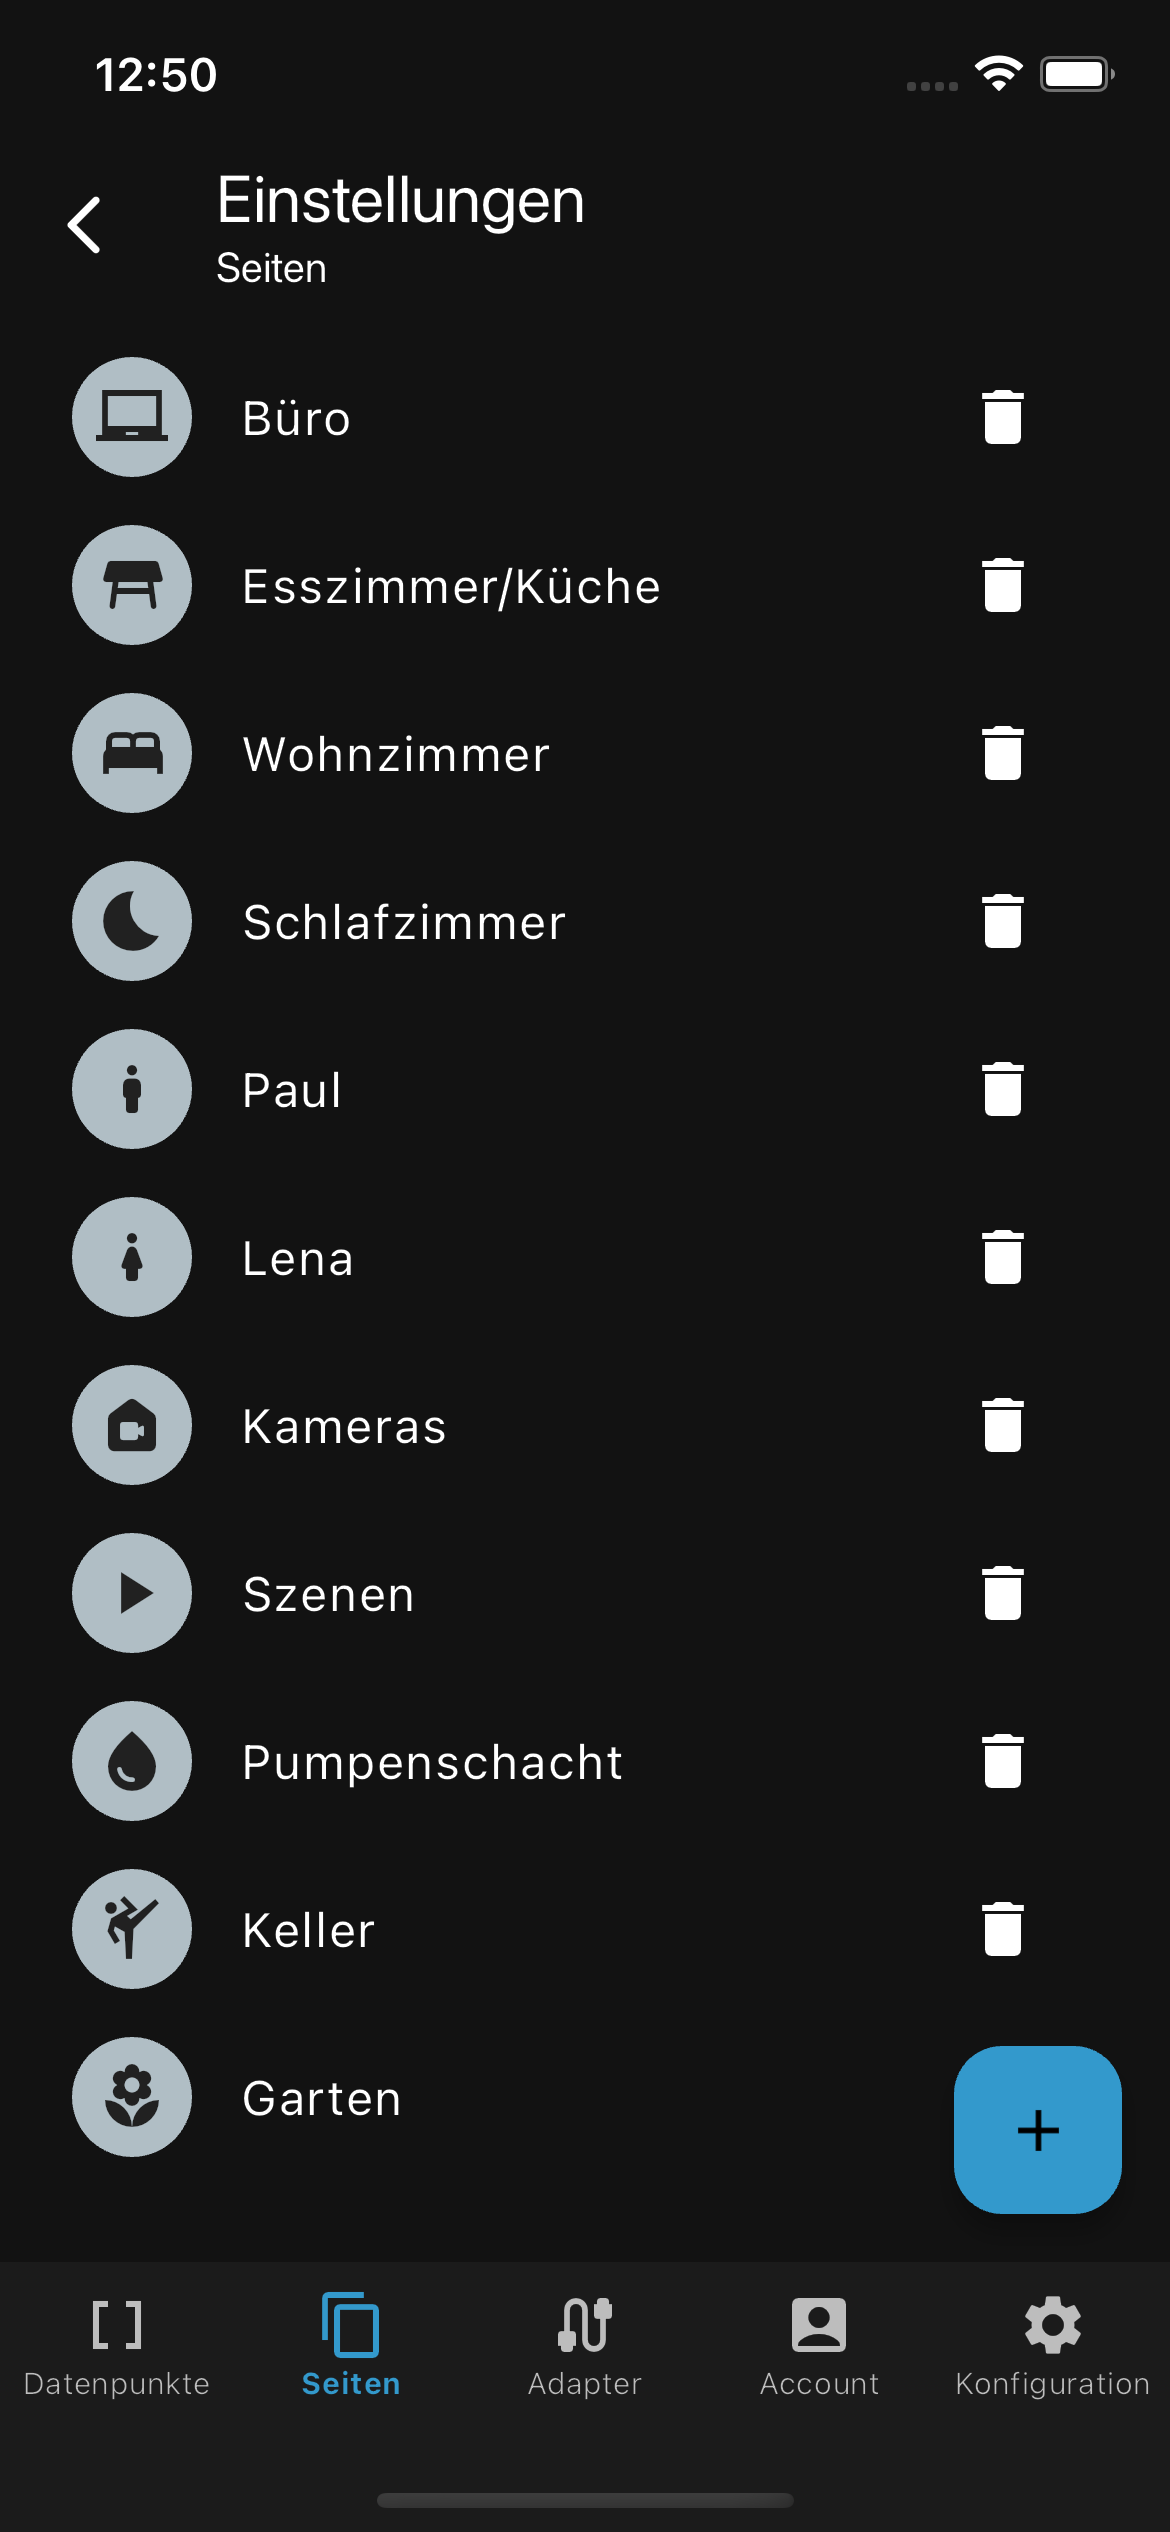 12:50
Einstellungen
Seiten
Büro
Esszimmer/Küche
Wohnzimmer
Schlafzimmer
Paul
Lena
Kameras
Szenen
Pumpenschacht
Keller
Garten
Datenpunkte
Seiten
Adapter
Account
Konfiguration